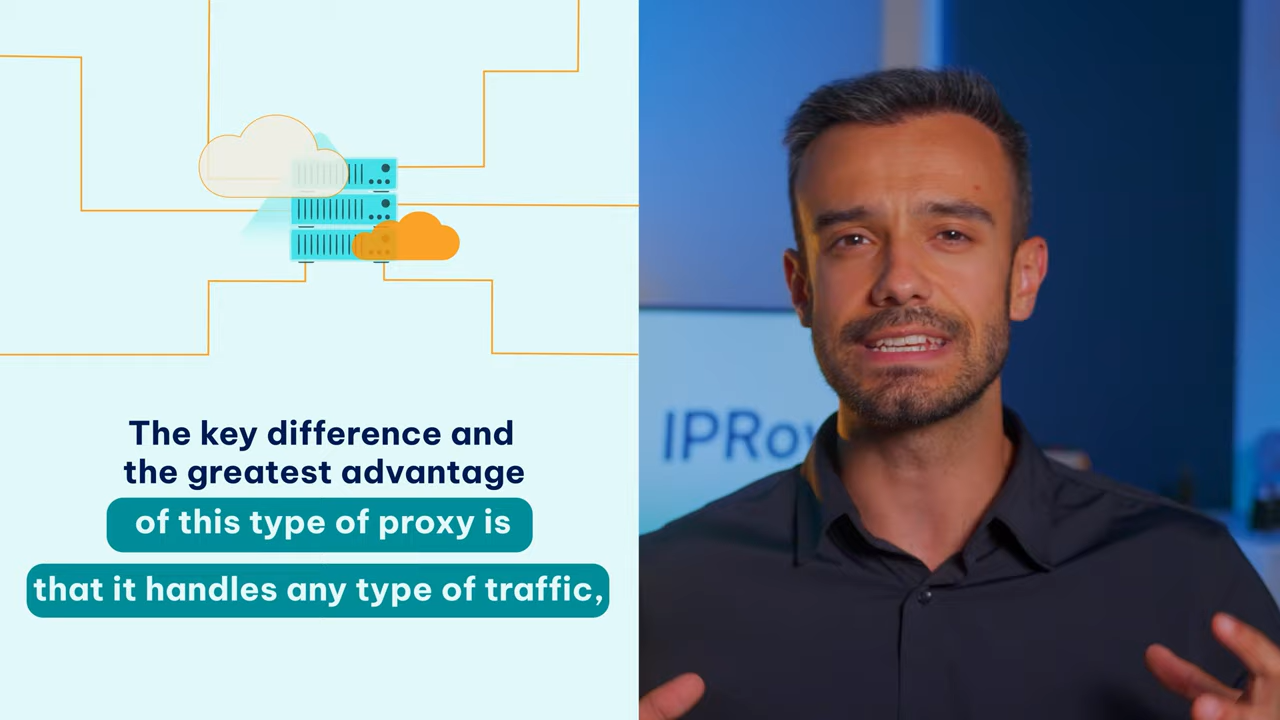 The key difference and
the greatest advantage
of this type of proxy is
that it handles any type of traffic,
IPRoy